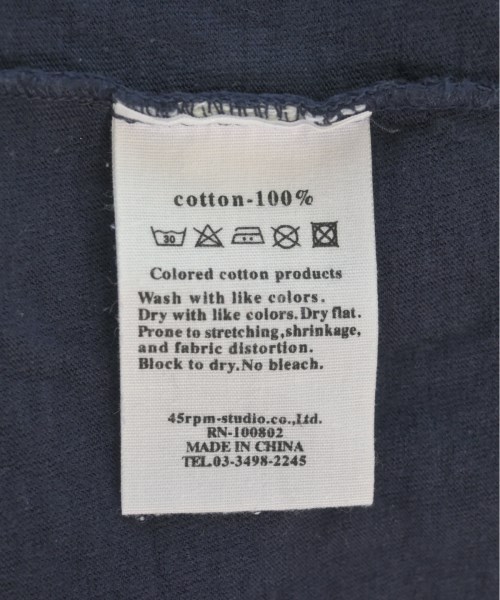 cotton-100%
30
Colored cotton products
Wash with like colors.
Dry with like colors. Dry flat.
Prone to stretching, shrinkage,
and fabric distortion.
Block to dry. No bleach.
45rpm-studio.co.,Ltd.
RN-100802
MADE IN CHINA
TEL.03-3498-2245